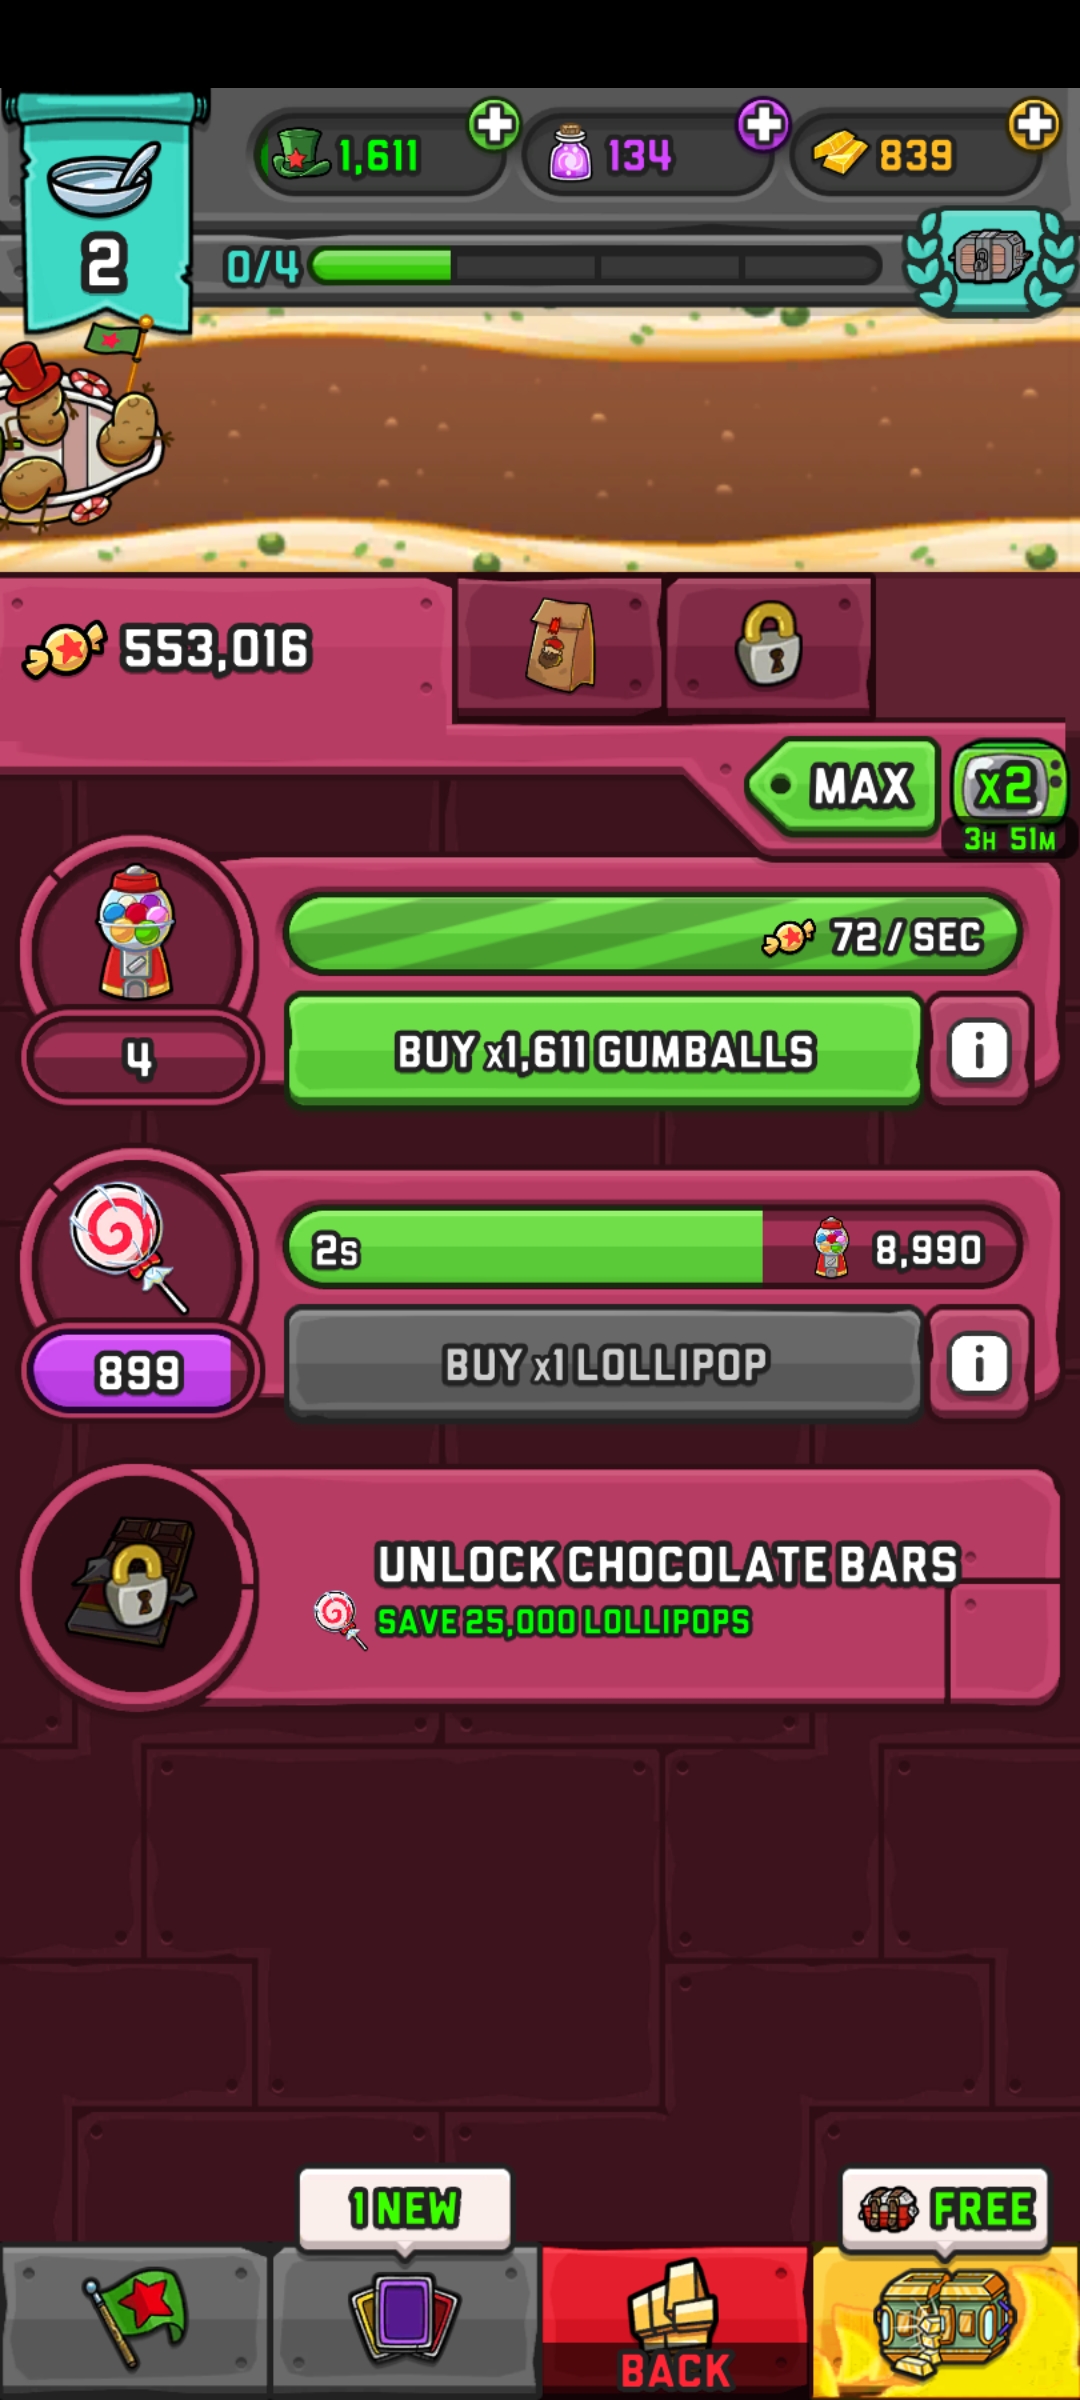 1,611
134
839
2
0/4
553,016
MAX
x2
3H 51M
72 / SEC
BUY x1,611 GUMBALLS
i
4
2s
8,990
BUY x1 LOLLIPOP
i
899
UNLOCK CHOCOLATE BARS
SAVE 25,000 LOLLIPOPS
1 NEW
FREE
BACK